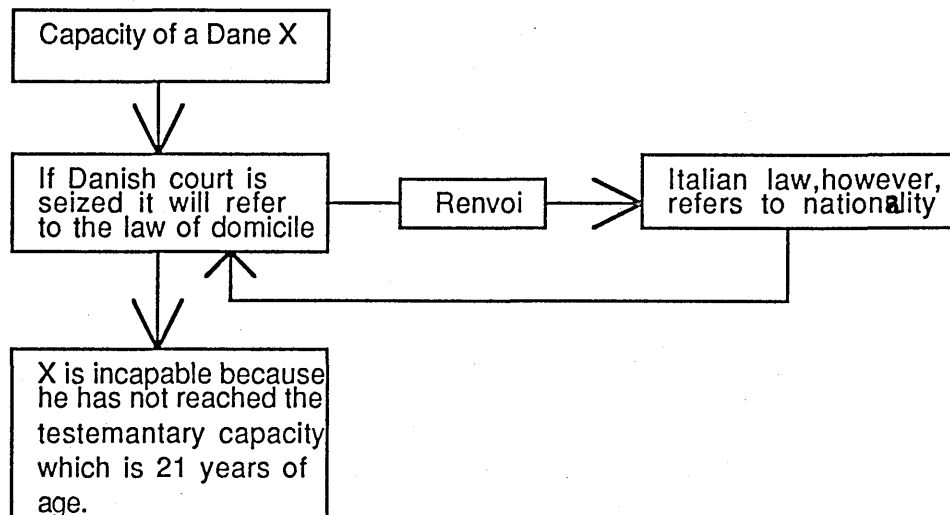 Capacity of a Dane X
If Danish court is
seized it will refer
to the law of domicile
Renvoi
Italian law,however,
refers to nationality
X is incapable because
he has not reached the
testemantary capacity
which is 21 years of
age.